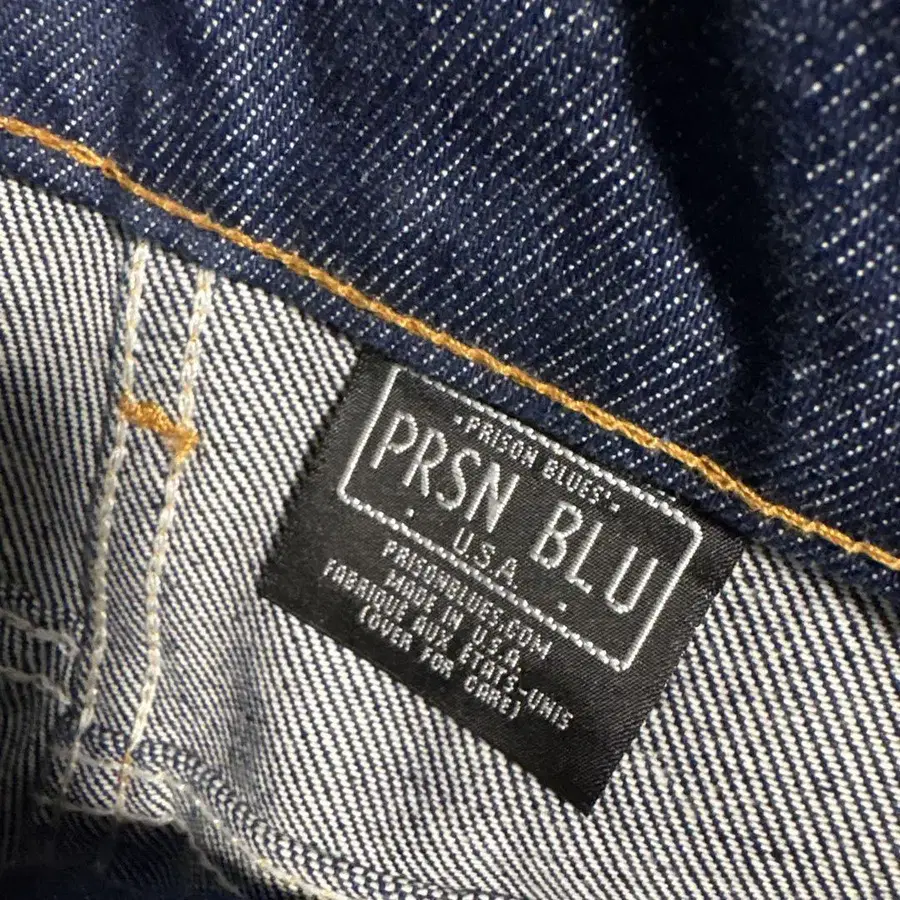 ·PRISON BLUES·
PRSN BLU
· U.S.A. ·
PRISONBLUES.COM
MADE IN U.S.A.
FABRIQUE AUX ETATS-UNIS
(OVER FOR CARE)